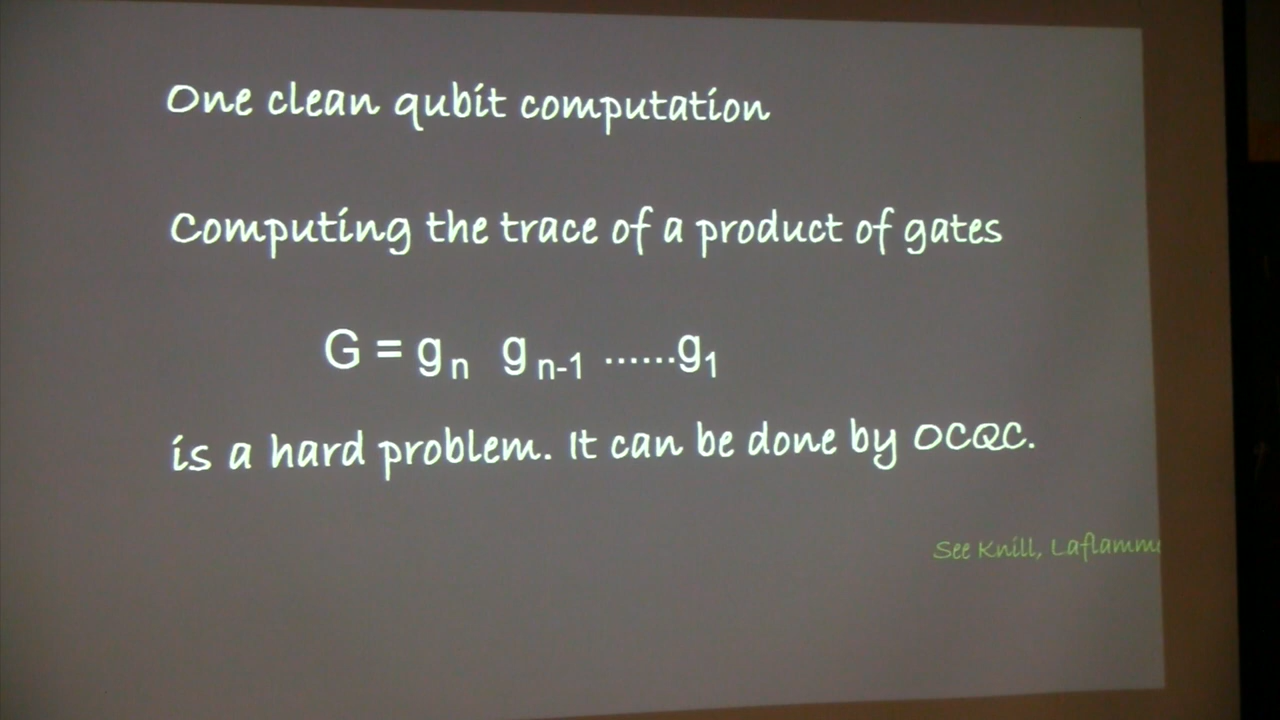 One clean qubit computation
Computing the trace of a product of gates
G = gn gn-1 ......g1
is a hard problem. It can be done by OCQC.
See Knill,